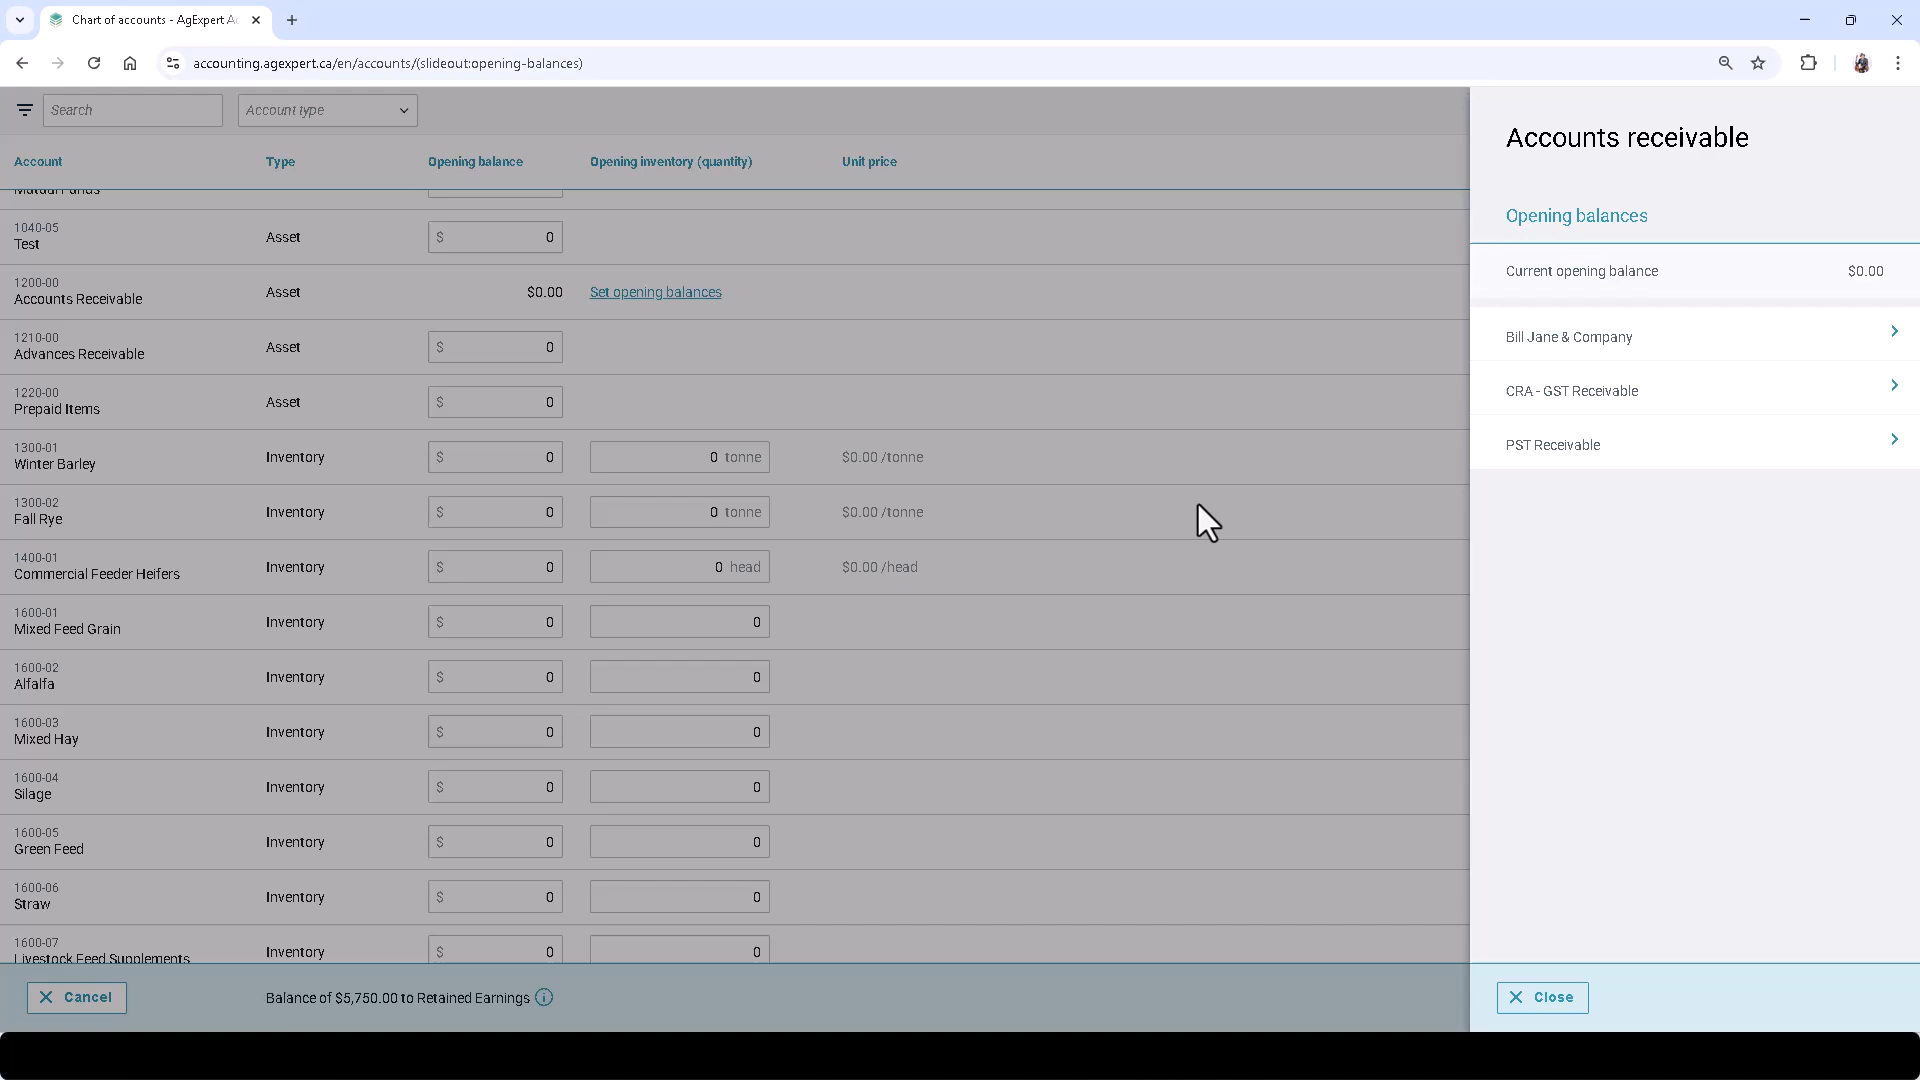 Chart of accounts - AgExpert Ac
accounting.agexpert.ca/en/accounts/(slideout:opening-balances)
Search
Account type
Account Type Opening balance Opening inventory (quantity) Unit price
Mutual Funds
1040-05
Test Asset $ 0
1200-00
Accounts Receivable Asset $0.00 Set opening balances
1210-00
Advances Receivable Asset $ 0
1220-00
Prepaid Items Asset $ 0
1300-01
Winter Barley Inventory $ 0 0 tonne $0.00 /tonne
1300-02
Fall Rye Inventory $ 0 0 tonne $0.00 /tonne
1400-01
Commercial Feeder Heifers Inventory $ 0 0 head $0.00 /head
1600-01
Mixed Feed Grain Inventory $ 0 0
1600-02
Alfalfa Inventory $ 0 0
1600-03
Mixed Hay Inventory $ 0 0
1600-04
Silage Inventory $ 0 0
1600-05
Green Feed Inventory $ 0 0
1600-06
Straw Inventory $ 0 0
1600-07
Livestock Feed Supplements Inventory $ 0 0
Cancel Balance of $5,750.00 to Retained Earnings
Accounts receivable
Opening balances
Current opening balance $0.00
Bill Jane & Company
CRA - GST Receivable
PST Receivable
Close